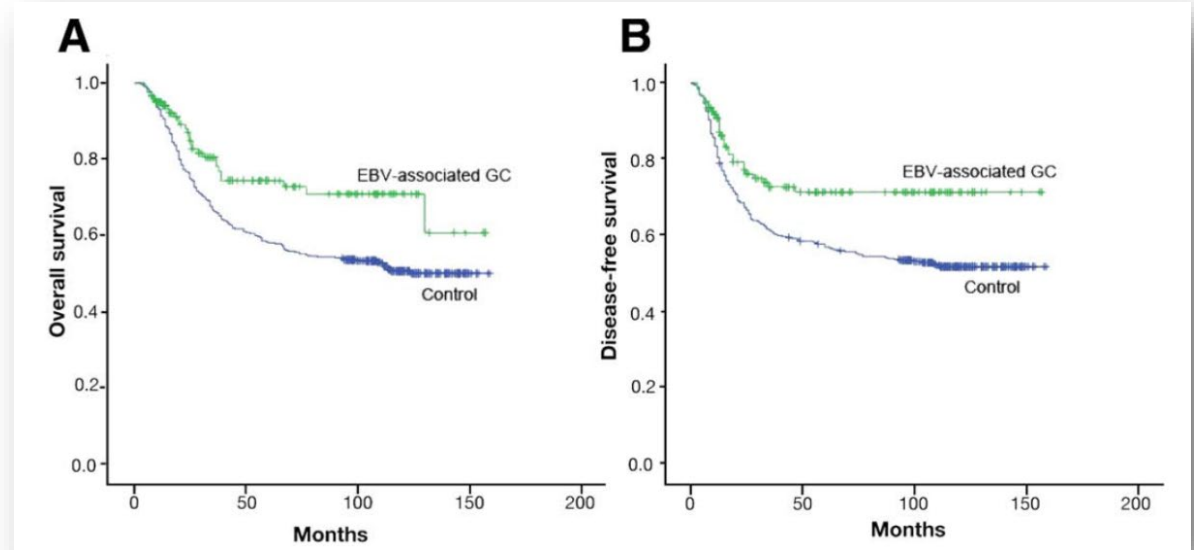 A
B
Overall survival
1.0
0.8
0.6
0.4
0.2
0.0
EBV-associated GC
Control
0
50
100
150
200
Months
Disease-free survival
1.0
0.8
0.6
0.4
0.2
0.0
EBV-associated GC
Control
0
50
100
150
200
Months